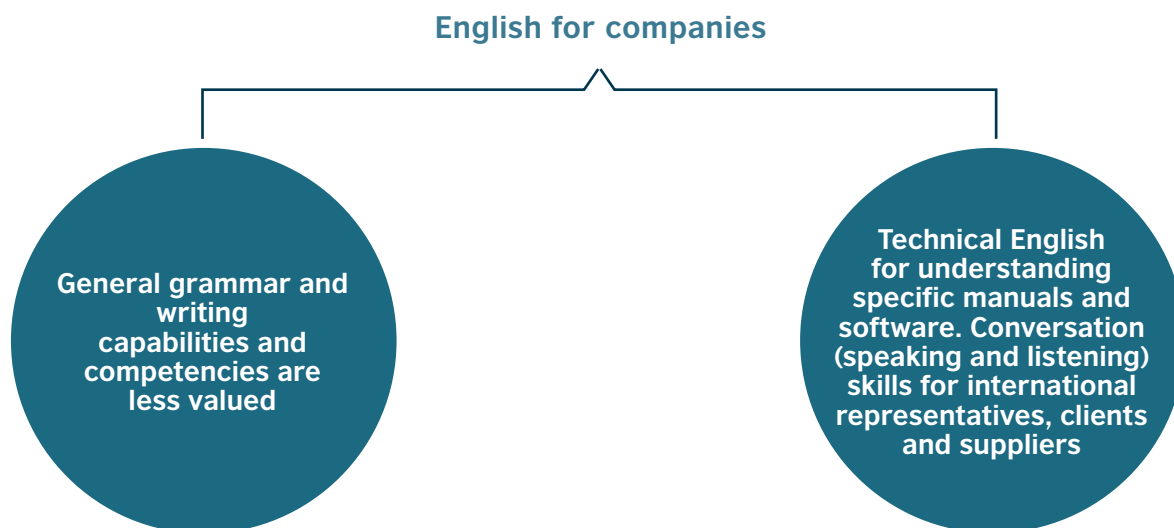 English for companies
General grammar and
writing
capabilities and
competencies are
less valued
Technical English
for understanding
specific manuals and
software. Conversation
(speaking and listening)
skills for international
representatives, clients
and suppliers